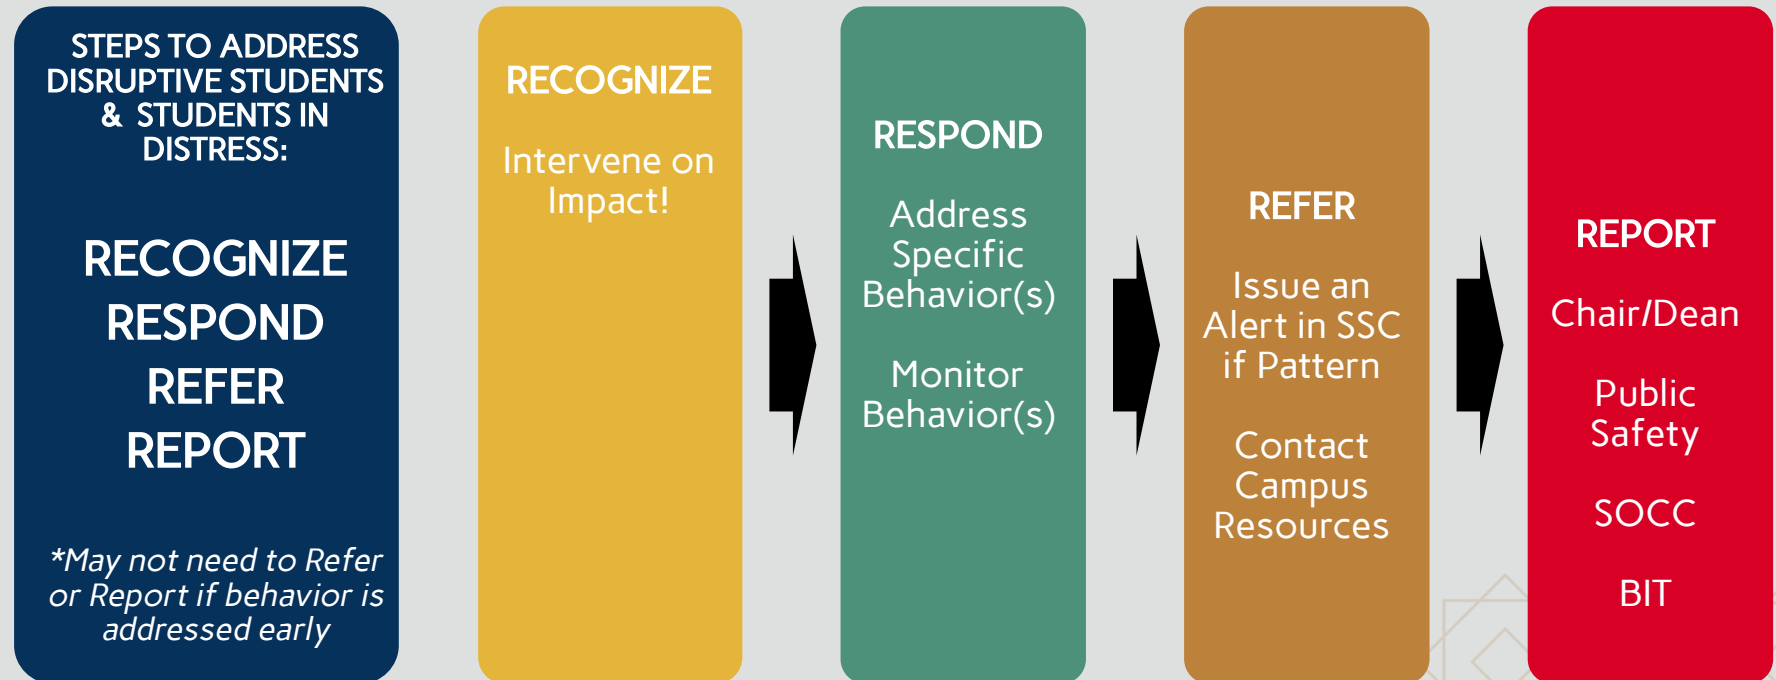 STEPS TO ADDRESS
DISRUPTIVE STUDENTS
& STUDENTS IN
DISTRESS:
RECOGNIZE
RESPOND
REFER
REPORT
*May not need to Refer
or Report if behavior is
addressed early
RECOGNIZE
Intervene on
Impact!
RESPOND
Address
Specific
Behavior(s)
Monitor
Behavior(s)
REFER
Issue an
Alert in SSC
if Pattern
Contact
Campus
Resources
REPORT
Chair/Dean
Public
Safety
SOCC
BIT